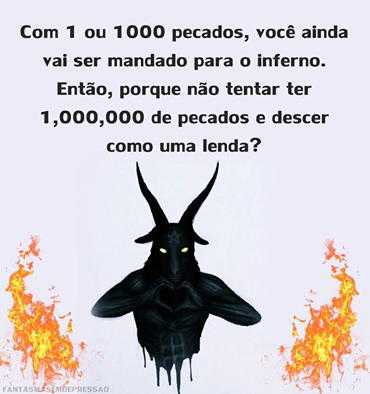 Com 1 ou 1000 pecados, você ainda
vai ser mandado para o inferno.
Então, porque não tentar ter
1,000,000 de pecados e descer
como uma lenda?
FANTASMASEMDEPRESSAO